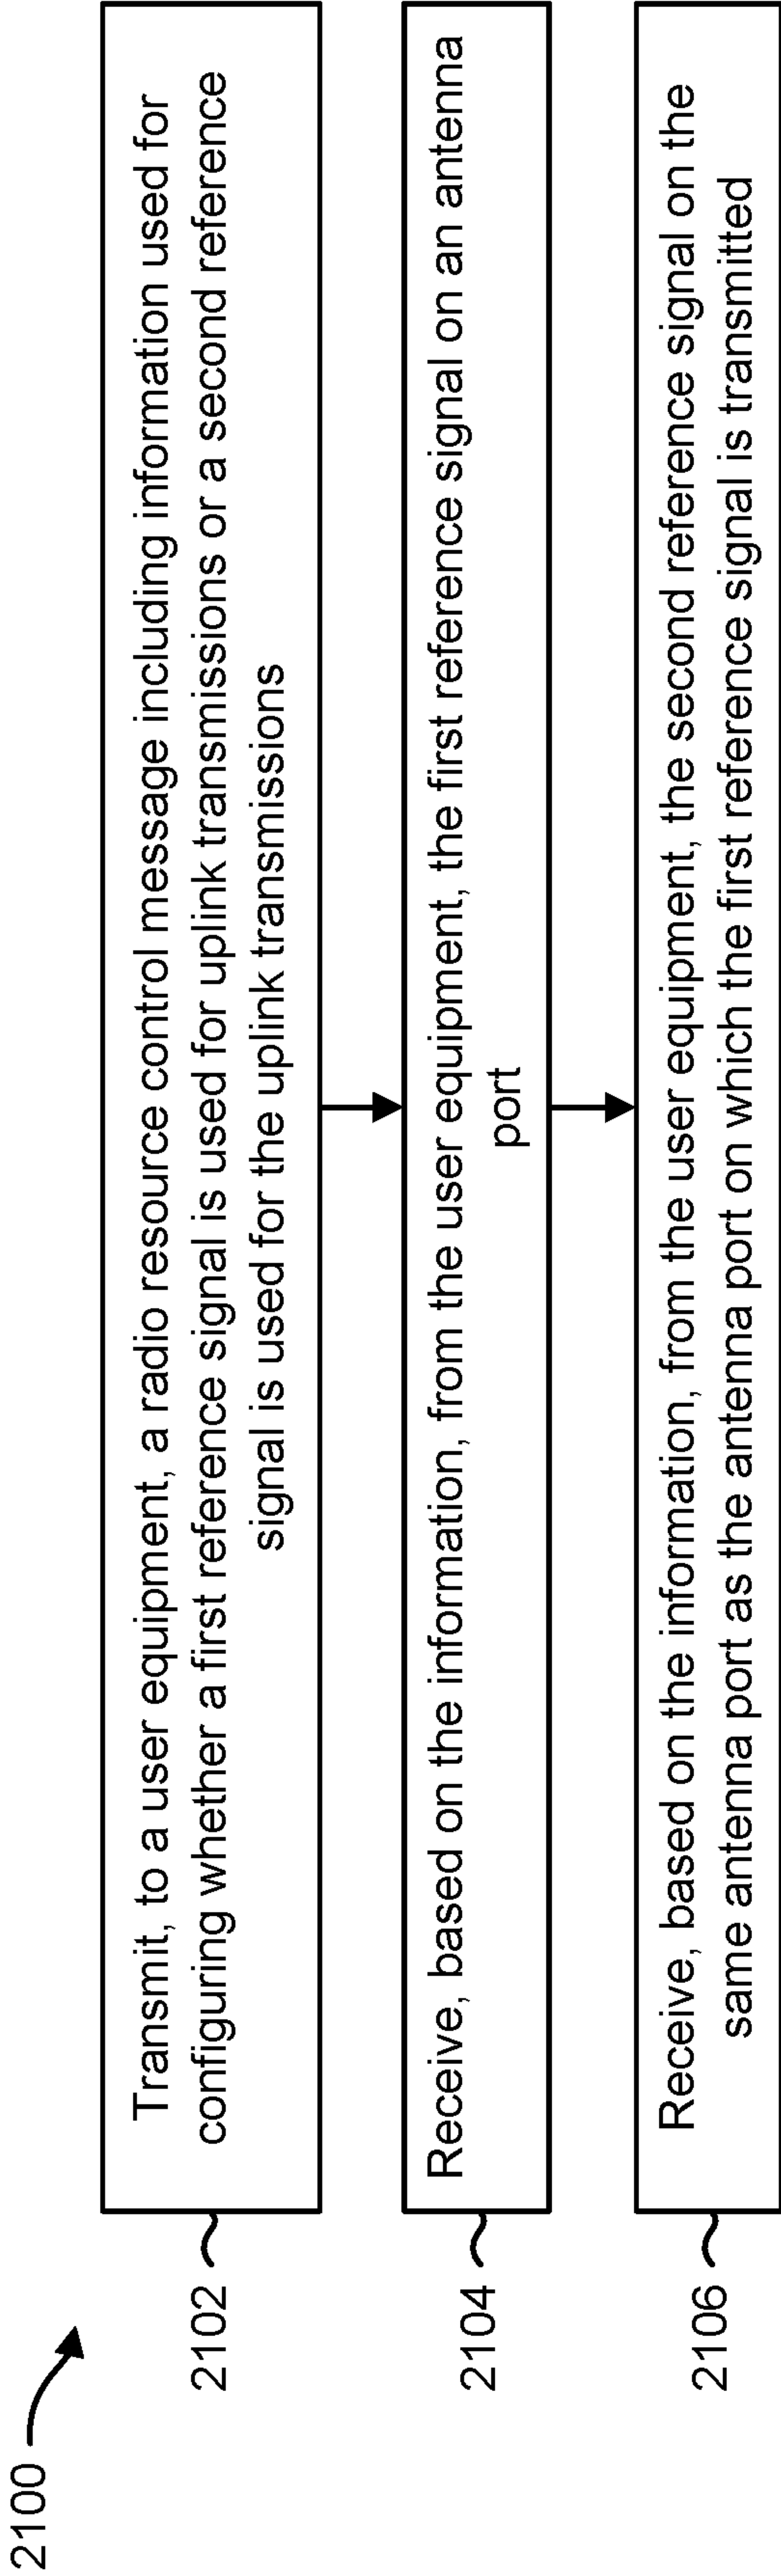 2100
2102
Transmit, to a user equipment, a radio resource control message including information used for
configuring whether a first reference signal is used for uplink transmissions or a second reference
signal is used for the uplink transmissions
2104
Receive, based on the information, from the user equipment, the first reference signal on an antenna
port
2106
Receive, based on the information, from the user equipment, the second reference signal on the
same antenna port as the antenna port on which the first reference signal is transmitted